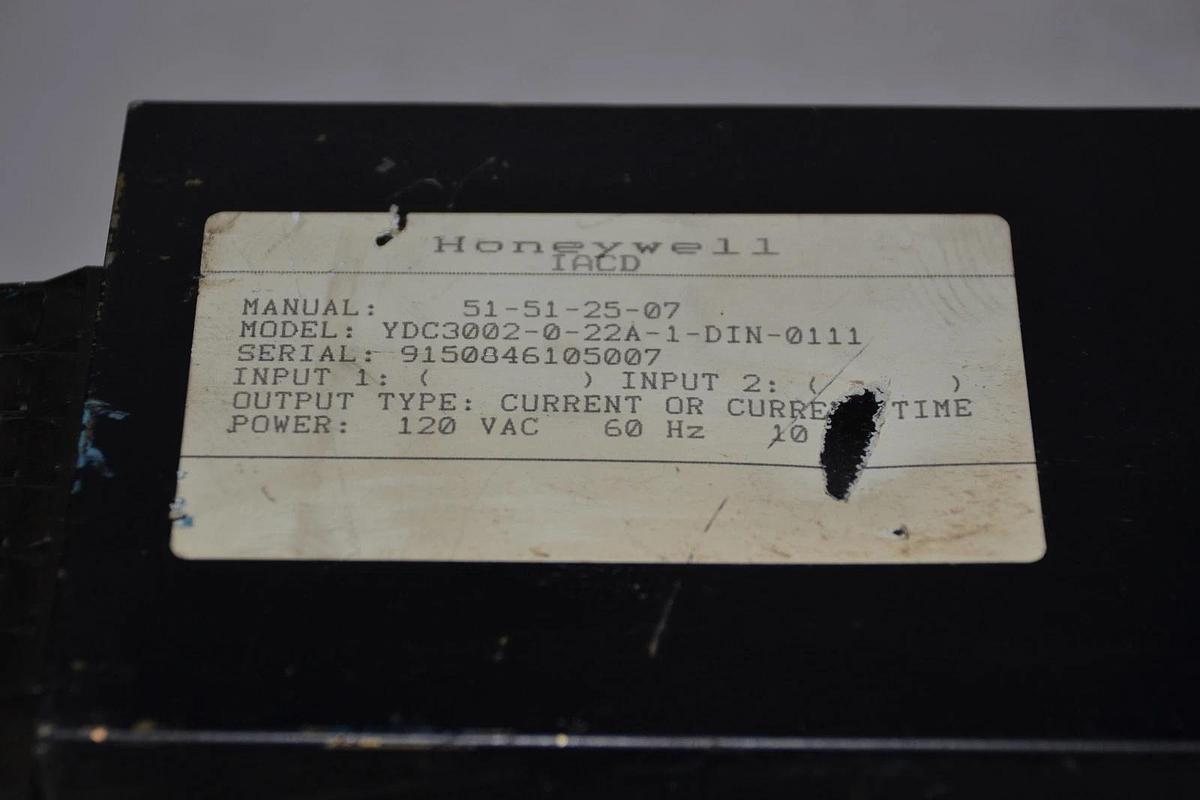 Honeywell
IACD
MANUAL: 51-51-25-07
MODEL: YDC3002-0-22A-1-DIN-0111
SERIAL: 9150846105007
INPUT 1: ( ) INPUT 2: ( )
OUTPUT TYPE: CURRENT OR TIME
POWER: 120 VAC 60 Hz 10